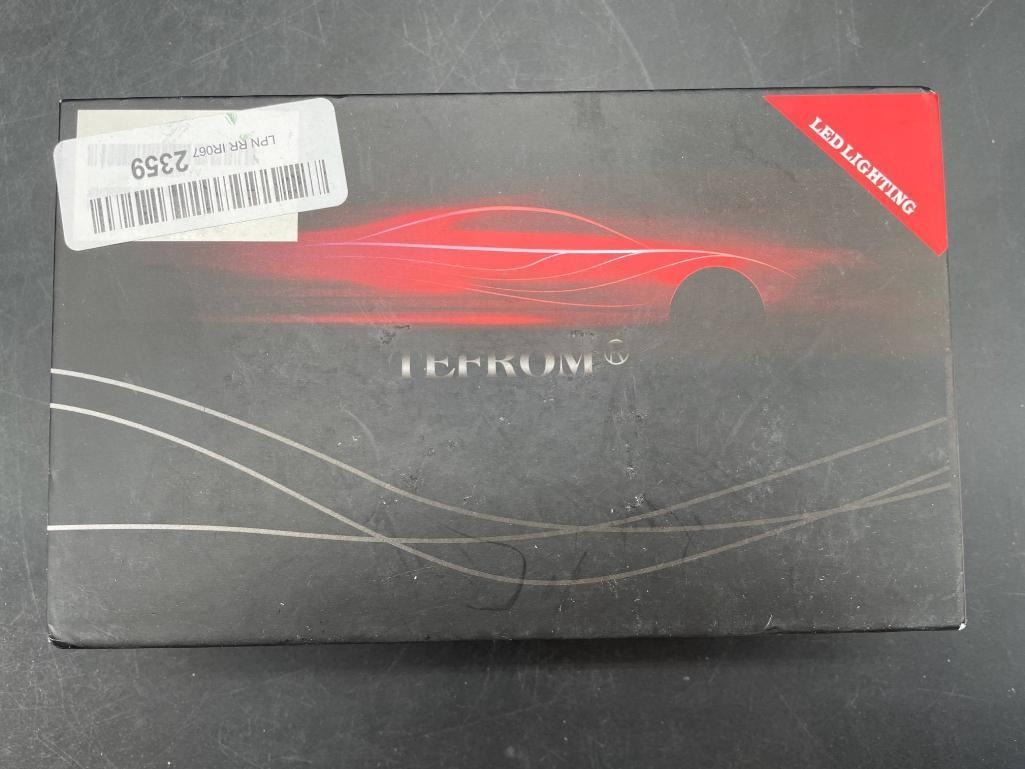 LPN RR IR067
2359
LED LIGHTING
TEFROM®